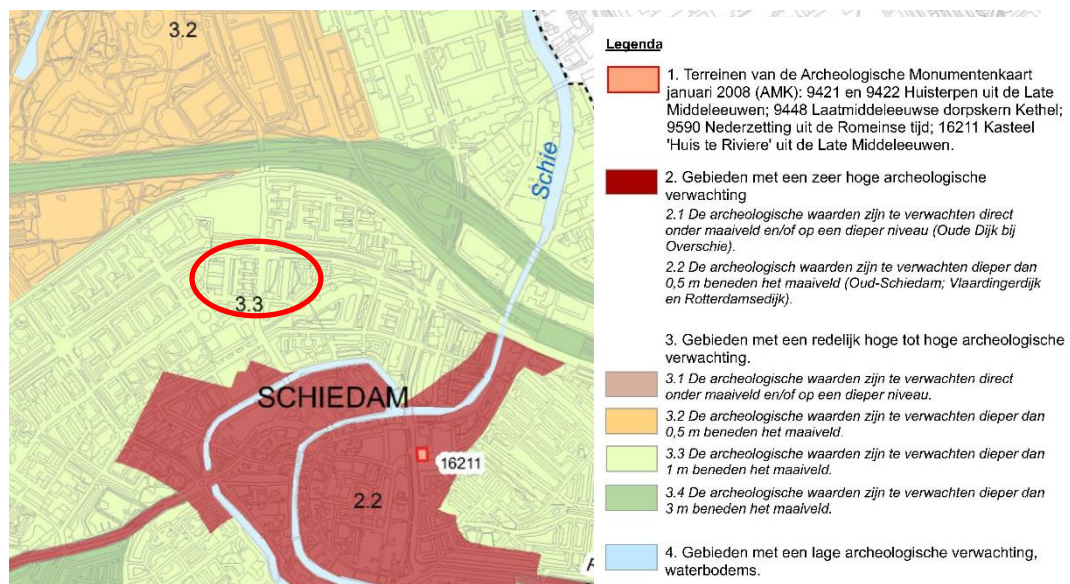 3.2
Schie
3.3
SCHIEDAM
16211
2.2
Legenda
1. Terreinen van de Archeologische Monumentenkaart
januari 2008 (AMK): 9421 en 9422 Huisterpen uit de Late
Middeleeuwen; 9448 Laatmiddeleeuwse dorpskern Kethel;
9590 Nederzetting uit de Romeinse tijd; 16211 Kasteel
'Huis te Riviere' uit de Late Middeleeuwen.
2. Gebieden met een zeer hoge archeologische
verwachting
2.1 De archeologische waarden zijn te verwachten direct
onder maaiveld en/of op een dieper niveau (Oude Dijk bij
Overschie).
2.2 De archeologisch waarden zijn te verwachten dieper dan
0,5 m beneden het maaiveld (Oud-Schiedam; Vlaardingerdijk
en Rotterdamsedijk).
3. Gebieden met een redelijk hoge tot hoge archeologische
verwachting.
3.1 De archeologische waarden zijn te verwachten direct
onder maaiveld en/of op een dieper niveau.
3.2 De archeologische waarden zijn te verwachten dieper dan
0,5 m beneden het maaiveld.
3.3 De archeologische waarden zijn te verwachten dieper dan
1 m beneden het maaiveld.
3.4 De archeologische waarden zijn te verwachten dieper dan
3 m beneden het maaiveld.
4. Gebieden met een lage archeologische verwachting,
waterbodems.